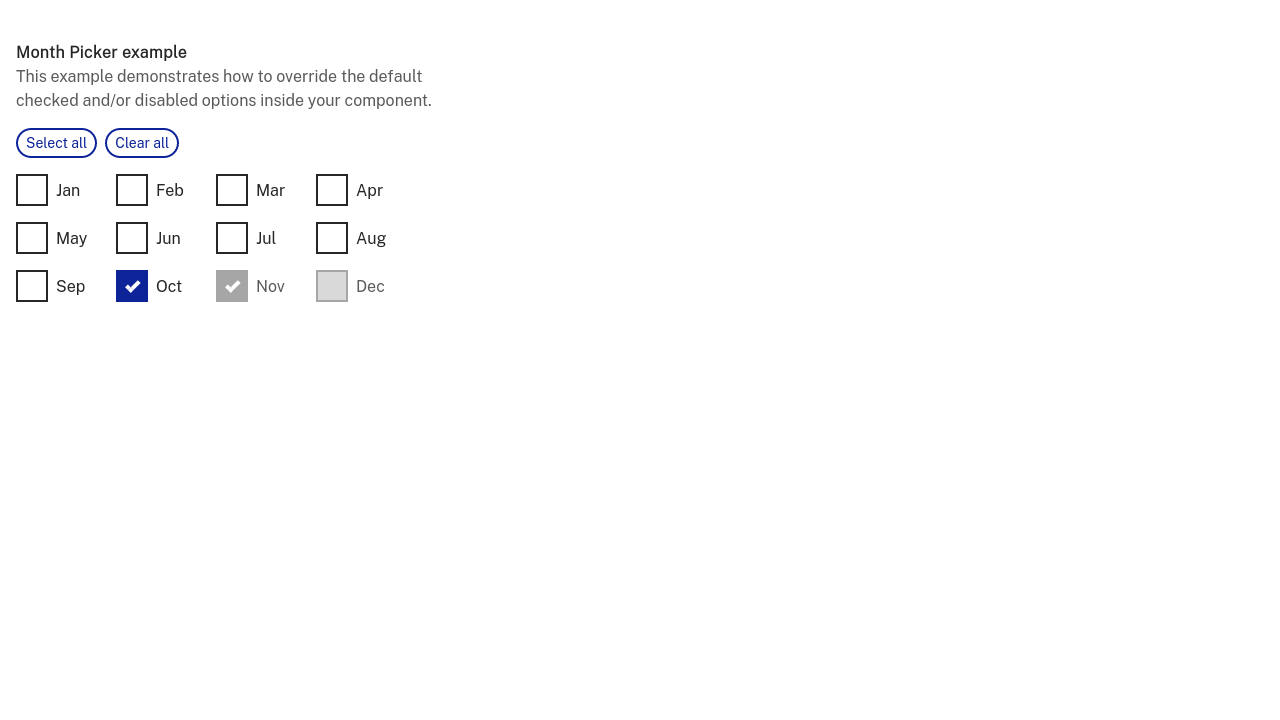 Month Picker example
This example demonstrates how to override the default
checked and/or disabled options inside your component.
Select all Clear all
Jan Feb Mar Apr
May Jun Jul Aug
Sep Oct Nov Dec